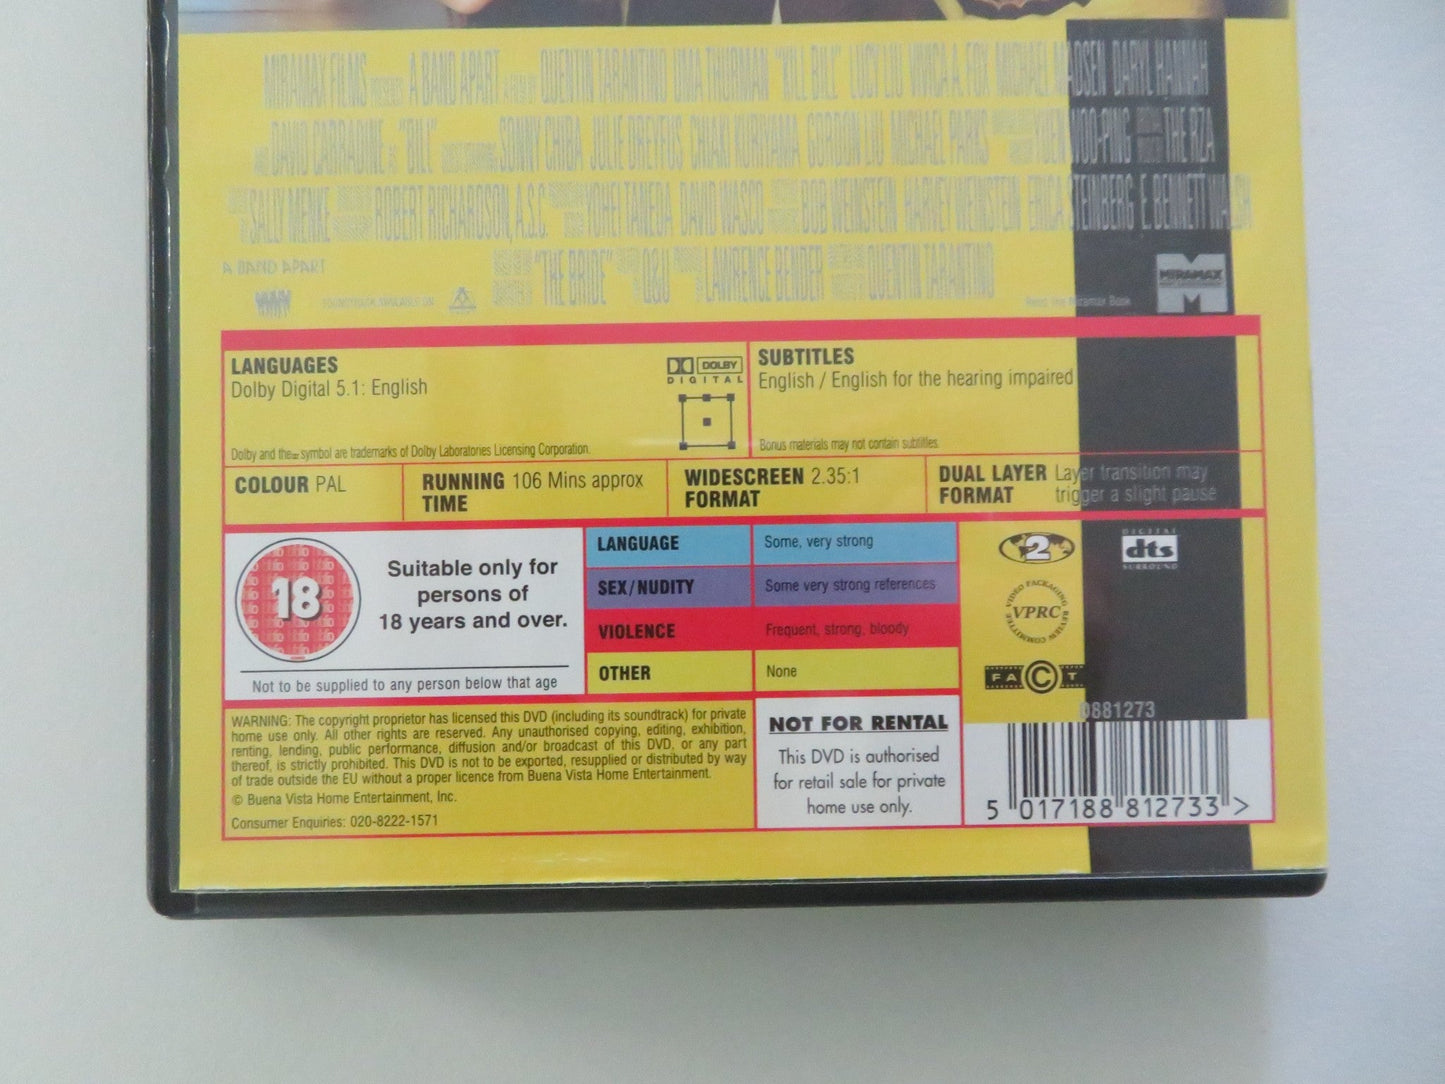 MIRAMAX FILMS PRESENTS A BAND APART A FILM BY QUENTIN TARANTINO UMA THURMAN "KILL BILL" LUCY LIU VIVICA A. FOX MICHAEL MADSEN DARYL HANNAH
AND DAVID CARRADINE AS "BILL" SONNY CHIBA JULIE DREYFUS CHIAKI KURIYAMA GORDON LIU MICHAEL PARKS YUEN WOO-PING THE RZA
SALLY MENKE ROBERT RICHARDSON, A.S.C. YOHEI TANEDA DAVID WASCO BOB WEINSTEIN HARVEY WEINSTEIN ERICA STEINBERG E. BENNETT WALSH
"THE BRIDE" Q&U LAWRENCE BENDER QUENTIN TARANTINO
A BAND APART
SOUNDTRACK AVAILABLE ON
Read the Miramax Book
MIRAMAX
LANGUAGES
Dolby Digital 5.1: English
DOLBY
DIGITAL
Dolby and the symbol are trademarks of Dolby Laboratories Licensing Corporation.
SUBTITLES
English / English for the hearing impaired
Bonus materials may not contain subtitles
COLOUR PAL
RUNNING TIME 106 Mins approx
WIDESCREEN FORMAT 2.35:1
DUAL LAYER FORMAT Layer transition may trigger a slight pause
18
Suitable only for
persons of
18 years and over.
Not to be supplied to any person below that age
LANGUAGE Some, very strong
SEX/NUDITY Some very strong references
VIOLENCE Frequent, strong, bloody
OTHER None
2
DIGITAL
dts
SURROUND
VIDEO PACKAGING REVIEW COMMITTEE
VPRC
FACT
WARNING: The copyright proprietor has licensed this DVD (including its soundtrack) for private
home use only. All other rights are reserved. Any unauthorised copying, editing, exhibition,
renting, lending, public performance, diffusion and/or broadcast of this DVD, or any part
thereof, is strictly prohibited. This DVD is not to be exported, resupplied or distributed by way
of trade outside the EU without a proper licence from Buena Vista Home Entertainment.
© Buena Vista Home Entertainment, Inc.
Consumer Enquiries: 020-8222-1571
NOT FOR RENTAL
This DVD is authorised
for retail sale for private
home use only.
0881273
5 017188 812733 >